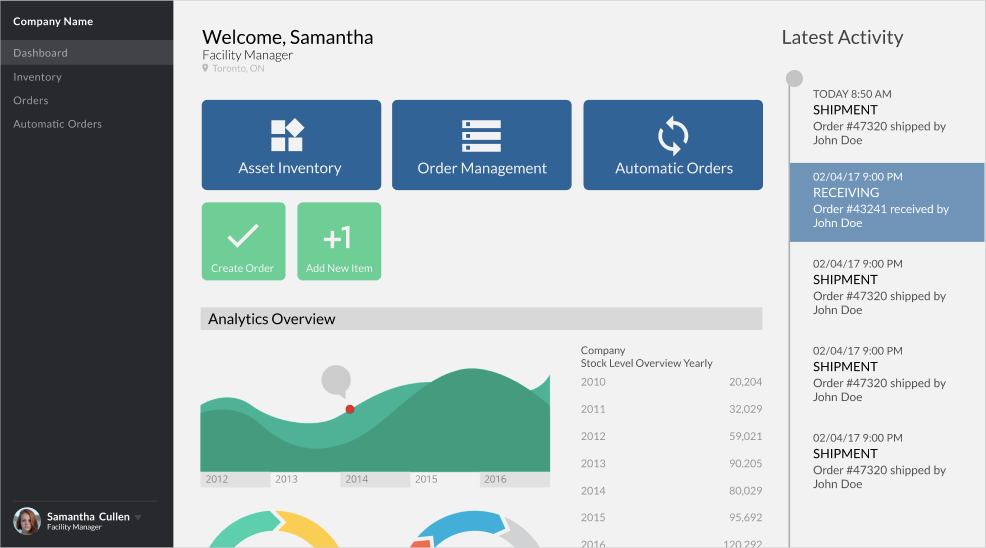 Company Name
Dashboard
Inventory
Orders
Automatic Orders
Samantha Cullen
Facility Manager
Welcome, Samantha
Facility Manager
Toronto, ON
Asset Inventory
Order Management
Automatic Orders
Create Order
+1
Add New Item
Analytics Overview
2012 2013 2014 2015 2016
Company
Stock Level Overview Yearly
2010 20,204
2011 32,029
2012 59,021
2013 90.205
2014 80,029
2015 95,692
2016 120,292
Latest Activity
TODAY 8:50 AM
SHIPMENT
Order #47320 shipped by
John Doe
02/04/17 9:00 PM
RECEIVING
Order #43241 received by
John Doe
02/04/17 9:00 PM
SHIPMENT
Order #47320 shipped by
John Doe
02/04/17 9:00 PM
SHIPMENT
Order #47320 shipped by
John Doe
02/04/17 9:00 PM
SHIPMENT
Order #47320 shipped by
John Doe